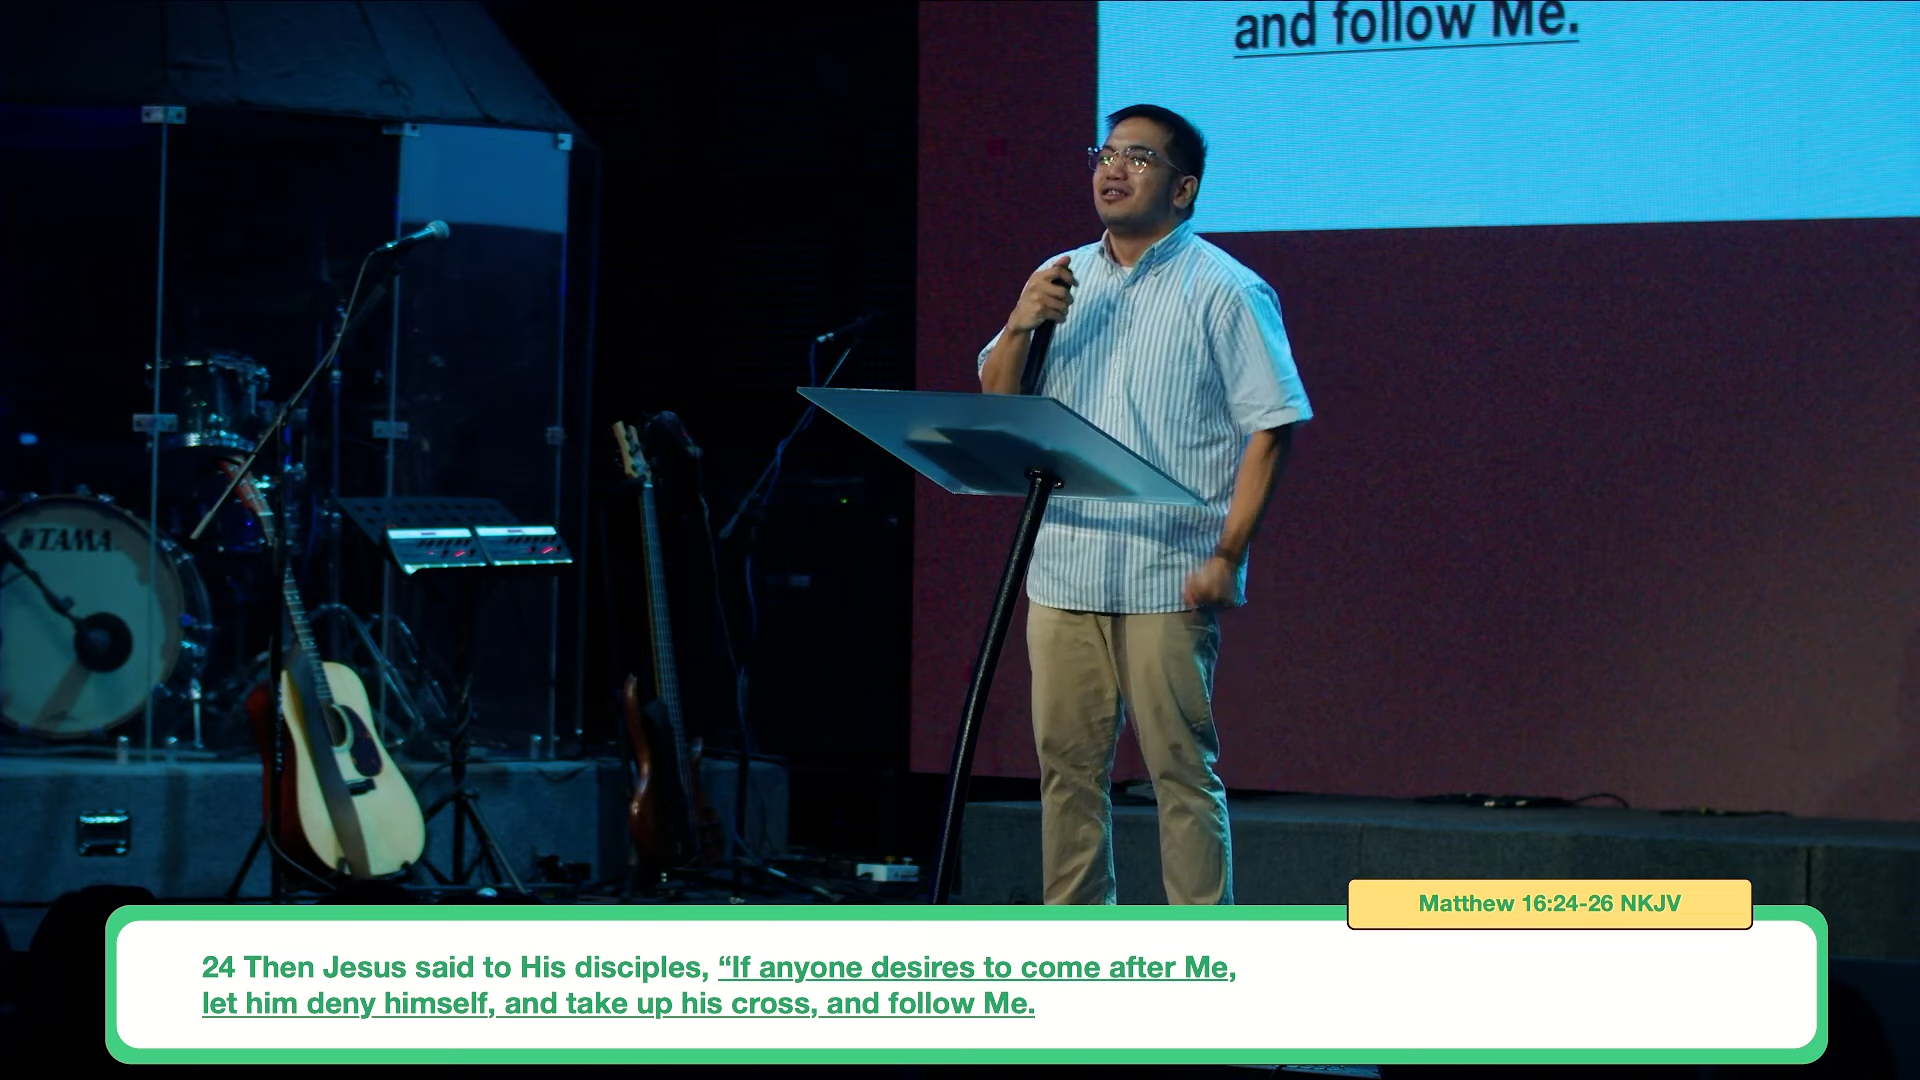 and follow Me.
TAMA
Matthew 16:24-26 NKJV
24 Then Jesus said to His disciples, “If anyone desires to come after Me,
let him deny himself, and take up his cross, and follow Me.